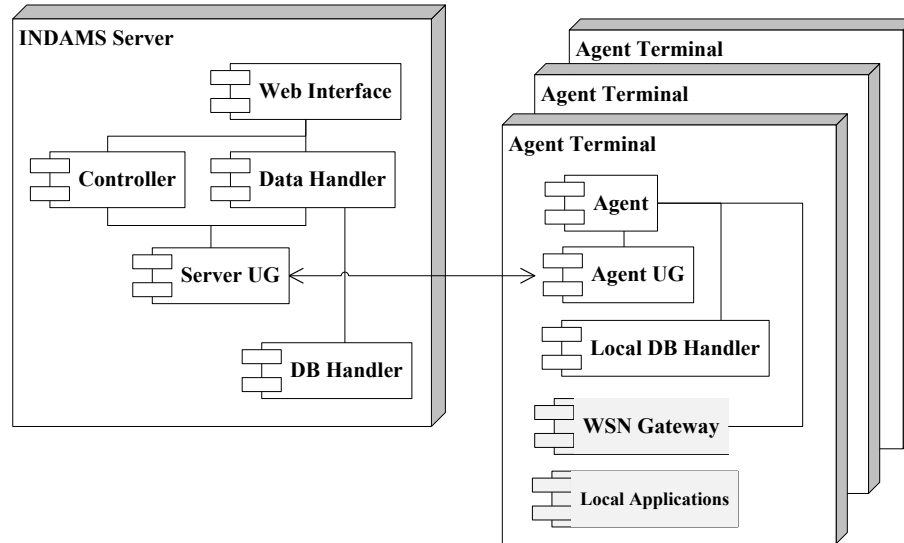 INDAMS Server
Web Interface
Controller
Data Handler
Server UG
DB Handler
Agent Terminal
Agent Terminal
Agent Terminal
Agent
Agent UG
Local DB Handler
WSN Gateway
Local Applications